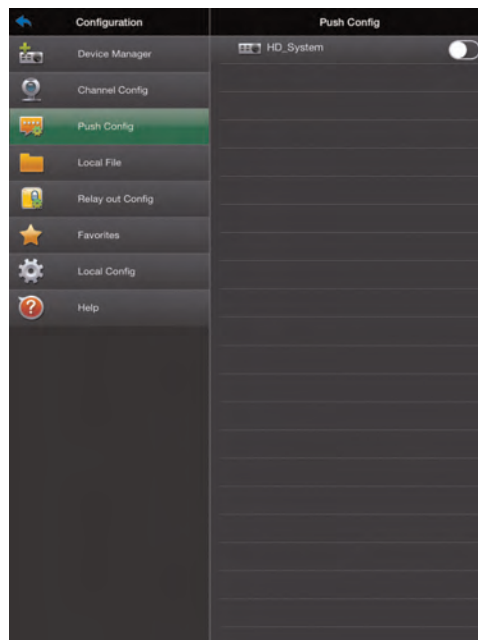 Configuration
Device Manager
Channel Config
Push Config
Local File
Relay out Config
Favorites
Local Config
Help
Push Config
HD_System